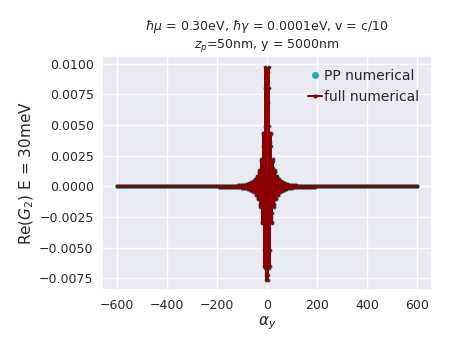 ħμ = 0.30eV, ħγ = 0.0001eV, v = c/10
z_p=50nm, y = 5000nm
Re(G₂) E = 30meV
0.0100
0.0075
0.0050
0.0025
0.0000
−0.0025
−0.0050
−0.0075
PP numerical
full numerical
−600 −400 −200 0 200 400 600
α_y